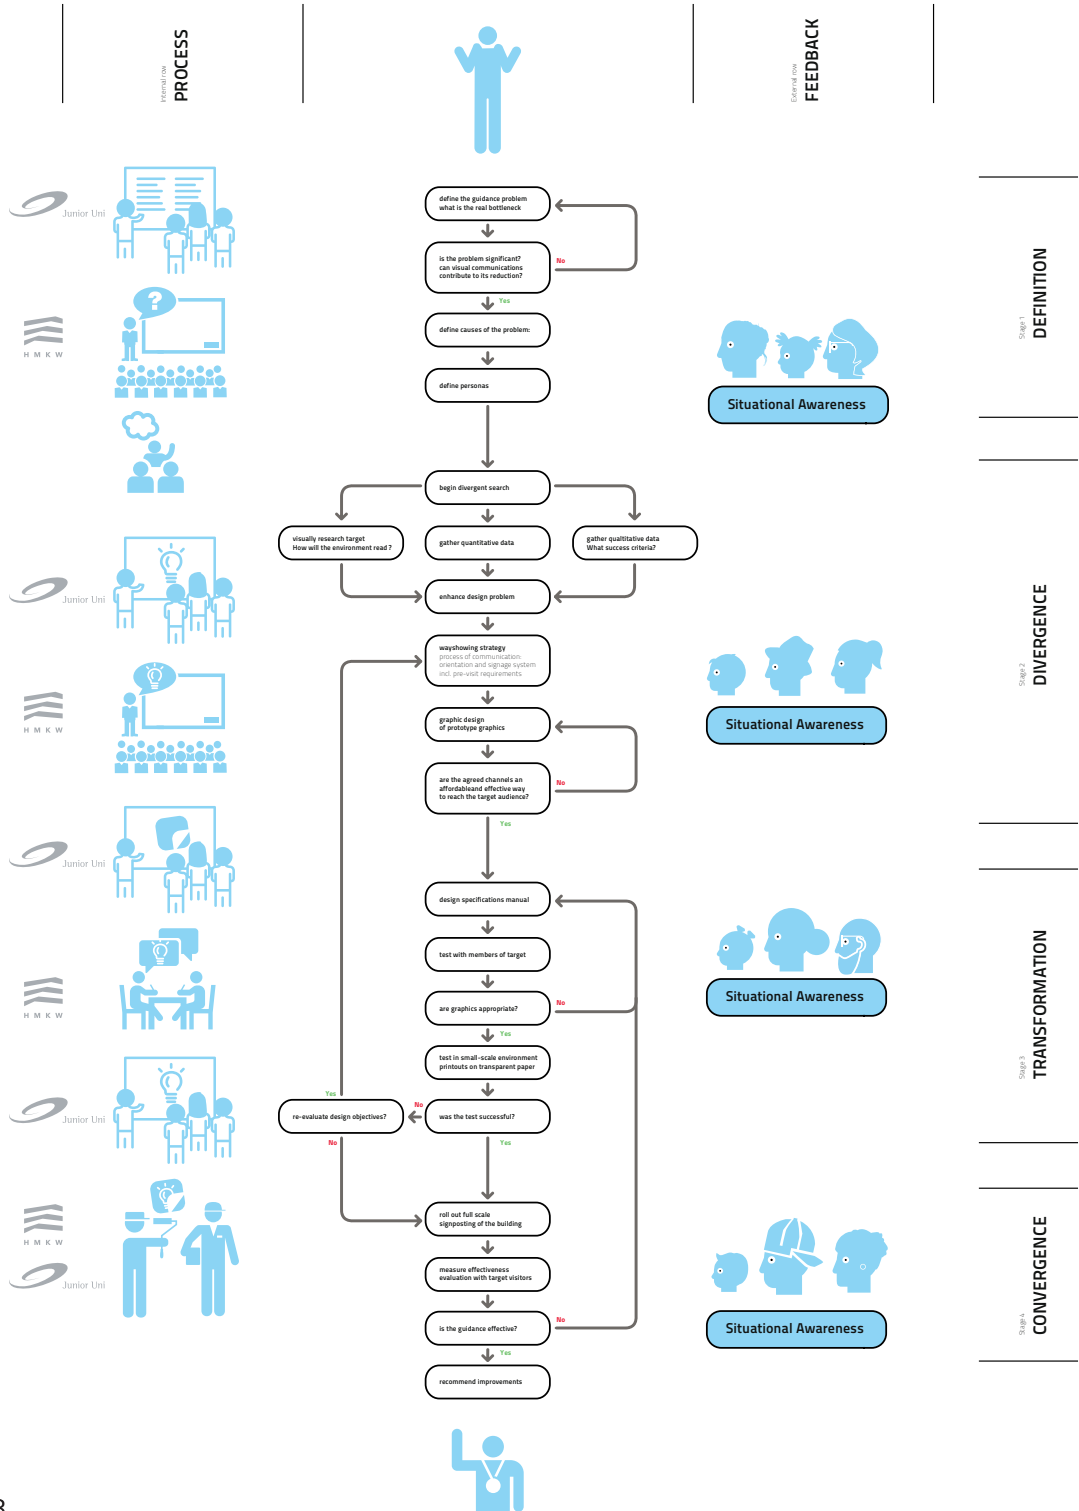 Internal row
PROCESS
External row
FEEDBACK
Junior Uni
define the guidance problem
what is the real bottleneck
is the problem significant?
can visual communications
contribute to its reduction?
No
Yes
Stage 1
DEFINITION
HMKW
define causes of the problem:
define personas
Situational Awareness
begin divergent search
visually research target
How will the environment read ?
gather quantitative data
gather qualtitative data
What success criteria?
Junior Uni
enhance design problem
Stage 2
DIVERGENCE
wayshowing strategy
process of communication:
orientation and signage system
incl. pre-visit requirements
HMKW
graphic design
of prototype graphics
Situational Awareness
are the agreed channels an
affordableand effective way
to reach the target audience?
No
Yes
Junior Uni
design specifications manual
test with members of target
Situational Awareness
HMKW
are graphics appropriate?
No
Yes
Stage 3
TRANSFORMATION
test in small-scale environment
printouts on transparent paper
Yes
No
Junior Uni
re-evaluate design objectives?
was the test successful?
No
Yes
HMKW
roll out full scale
signposting of the building
Junior Uni
measure effectiveness
evaluation with target visitors
Stage 4
CONVERGENCE
is the guidance effective?
No
Yes
Situational Awareness
recommend improvements